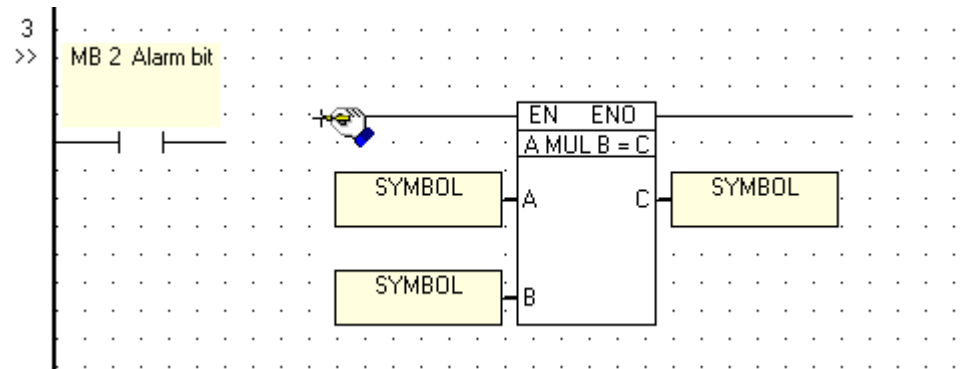 3
>>
MB 2 Alarm bit
EN ENO
A MUL B = C
SYMBOL
SYMBOL
A
C
SYMBOL
B